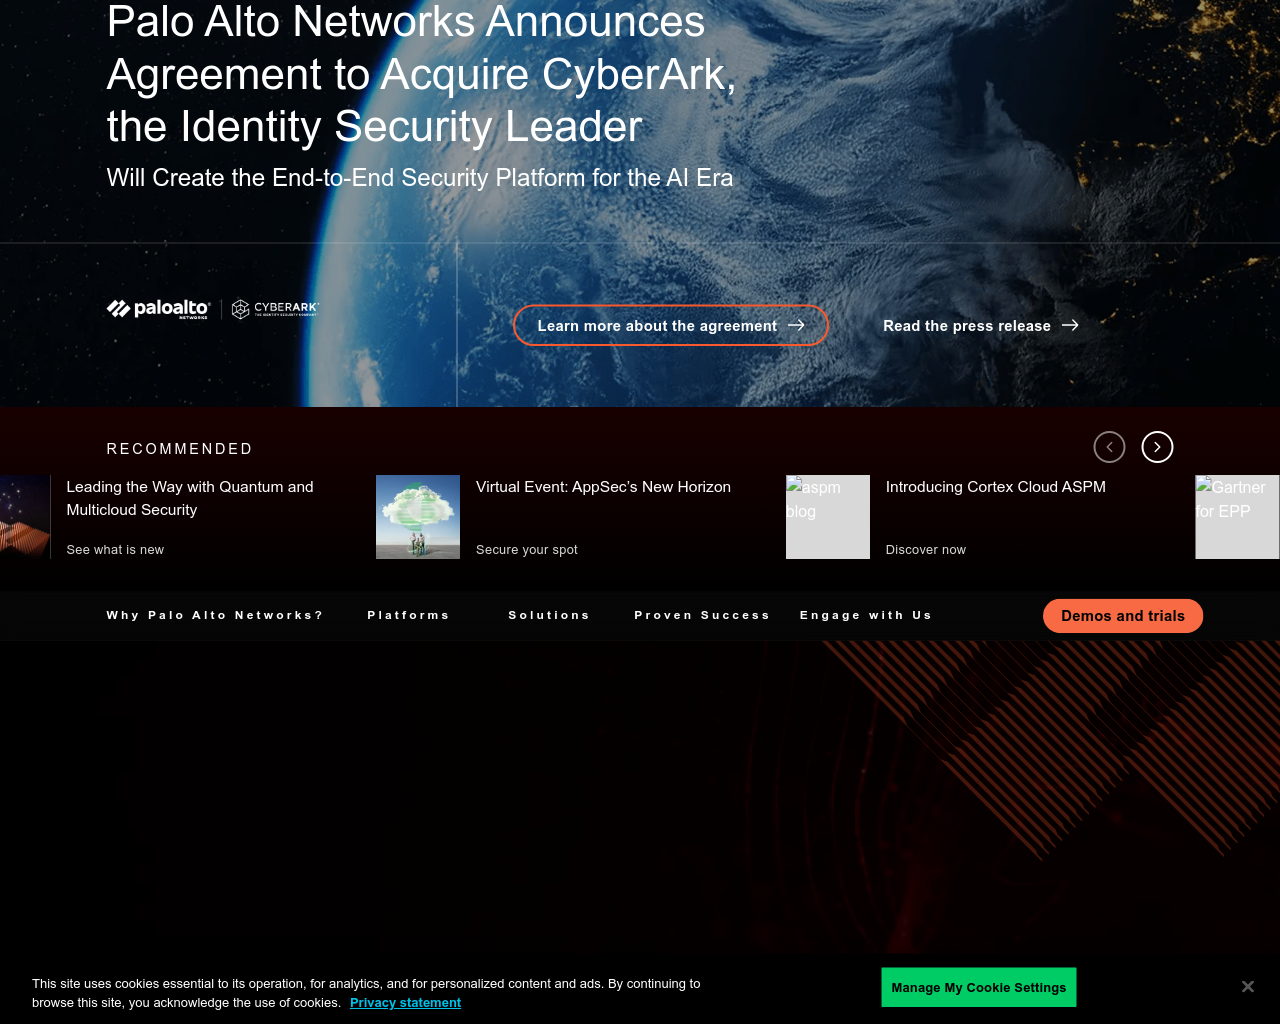 Palo Alto Networks Announces
Agreement to Acquire CyberArk,
the Identity Security Leader
Will Create the End-to-End Security Platform for the AI Era
paloalto NETWORKS
CYBERARK
THE IDENTITY SECURITY COMPANY
Learn more about the agreement
Read the press release
RECOMMENDED
Leading the Way with Quantum and
Multicloud Security
See what is new
Virtual Event: AppSec’s New Horizon
Secure your spot
aspm
blog
Introducing Cortex Cloud ASPM
Discover now
Gartner
for EPP
Why Palo Alto Networks?
Platforms
Solutions
Proven Success
Engage with Us
Demos and trials
This site uses cookies essential to its operation, for analytics, and for personalized content and ads. By continuing to
browse this site, you acknowledge the use of cookies. Privacy statement
Manage My Cookie Settings